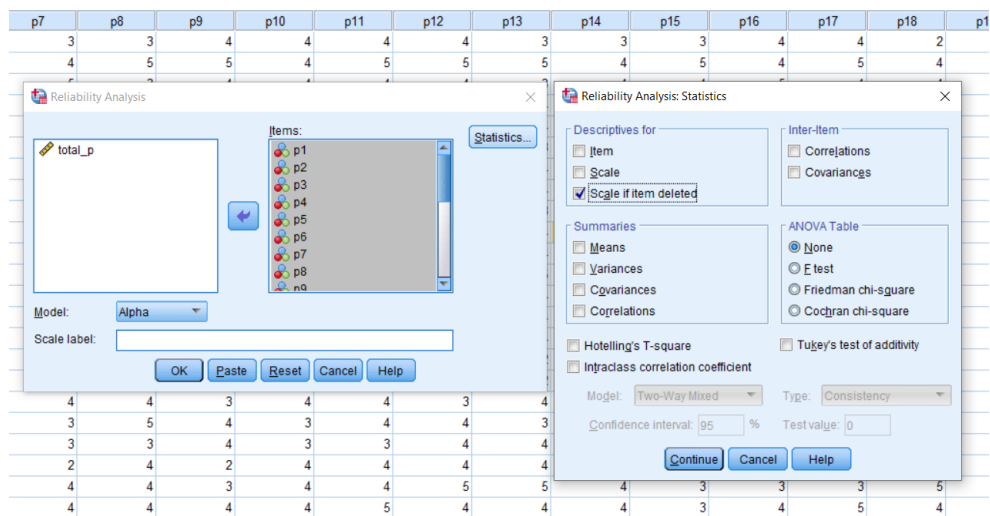 p7 p8 p9 p10 p11 p12 p13 p14 p15 p16 p17 p18 p1
3 3 4 4 4 4 3 3 3 4 4 2
4 5 5 4 5 5 5 4 5 4 5 4
Reliability Analysis
total_p
Items:
p1
p2
p3
p4
p5
p6
p7
p8
p9
Statistics...
Model: Alpha
Scale label:
OK Paste Reset Cancel Help
Reliability Analysis: Statistics
Descriptives for
Item
Scale
Scale if item deleted
Inter-Item
Correlations
Covariances
Summaries
Means
Variances
Covariances
Correlations
ANOVA Table
None
F test
Friedman chi-square
Cochran chi-square
Hotelling's T-square
Tukey's test of additivity
Intraclass correlation coefficient
Model: Two-Way Mixed Type: Consistency
Confidence interval: 95 % Test value: 0
Continue Cancel Help
4 4 3 4 4 3 4
3 5 4 3 4 4 3
3 3 4 3 3 4 4
2 4 2 4 4 4 4
4 4 3 4 4 5 5 4 3 3 3 5
4 4 4 4 5 4 4 4 3 4 5 4